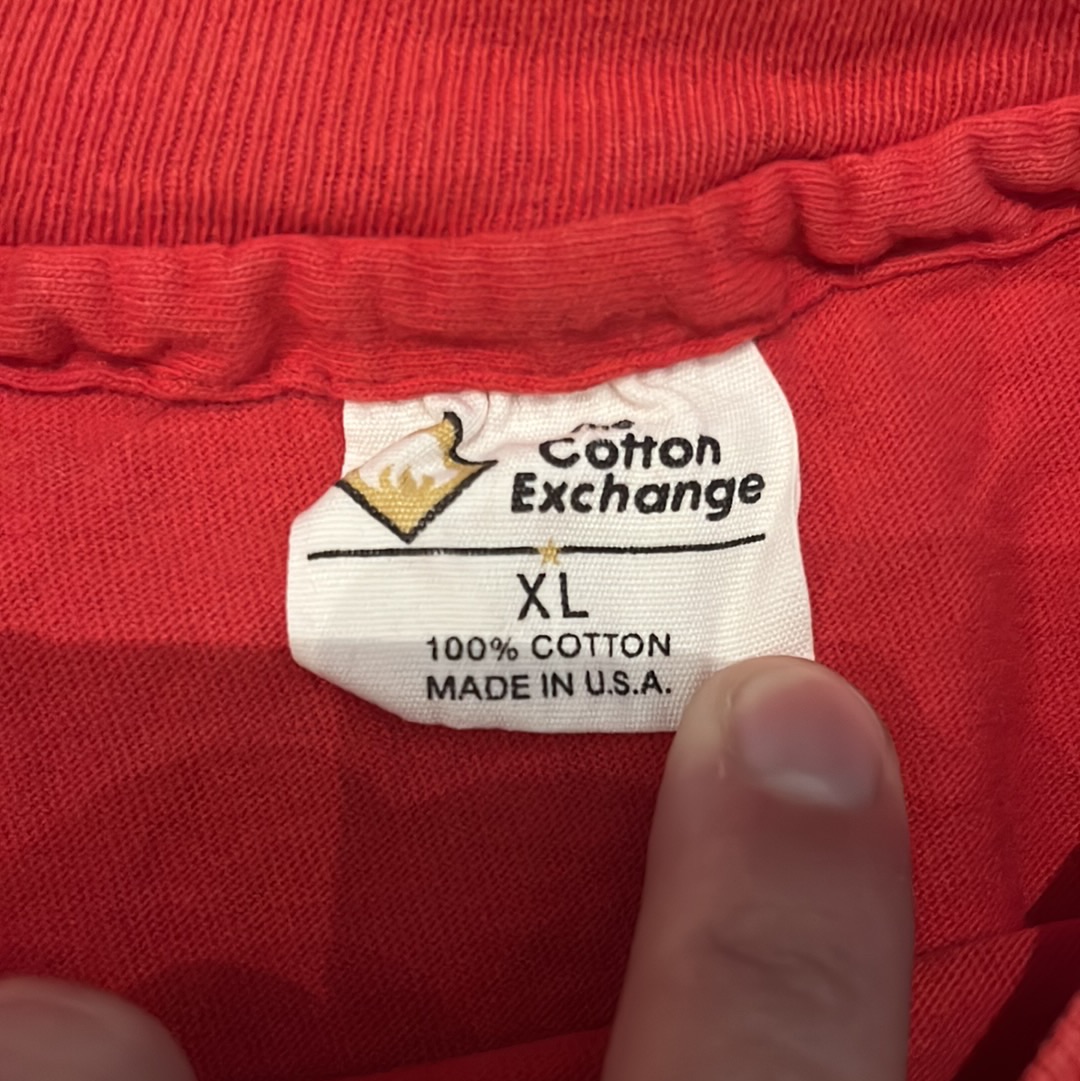 Cotton
Exchange
XL
100% COTTON
MADE IN U.S.A.